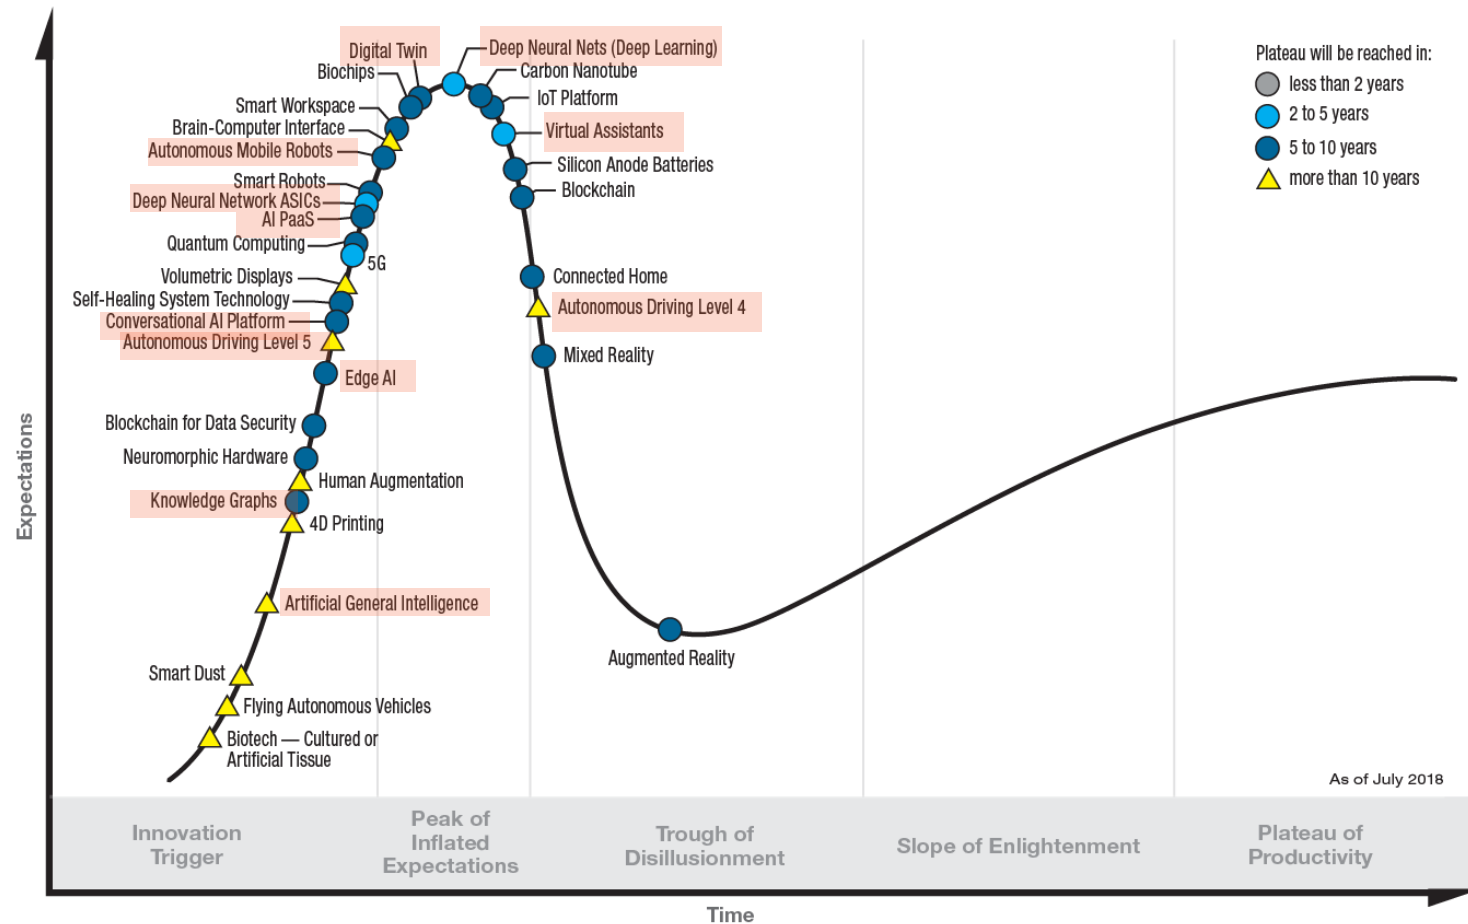 Digital Twin
Deep Neural Nets (Deep Learning)
Biochips
Carbon Nanotube
Smart Workspace
IoT Platform
Brain-Computer Interface
Virtual Assistants
Autonomous Mobile Robots
Silicon Anode Batteries
Smart Robots
Blockchain
Deep Neural Network ASICs
AI PaaS
Quantum Computing
5G
Volumetric Displays
Connected Home
Self-Healing System Technology
Autonomous Driving Level 4
Conversational AI Platform
Autonomous Driving Level 5
Mixed Reality
Edge AI
Blockchain for Data Security
Neuromorphic Hardware
Human Augmentation
Knowledge Graphs
4D Printing
Artificial General Intelligence
Augmented Reality
Smart Dust
Flying Autonomous Vehicles
Biotech — Cultured or
Artificial Tissue
Plateau will be reached in:
less than 2 years
2 to 5 years
5 to 10 years
more than 10 years
As of July 2018
Expectations
Innovation
Trigger
Peak of
Inflated
Expectations
Trough of
Disillusionment
Slope of Enlightenment
Plateau of
Productivity
Time